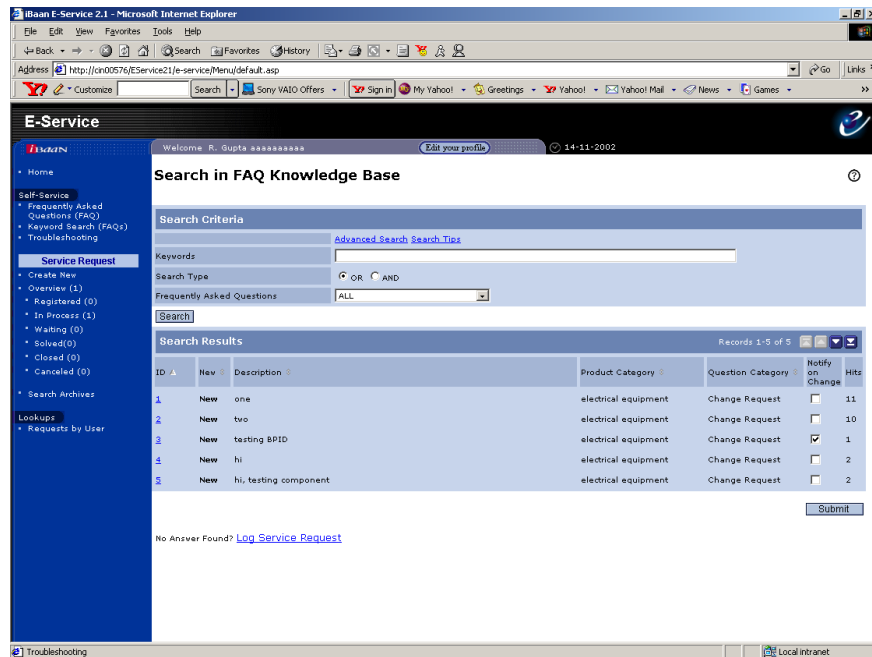 iBaan E-Service 2.1 - Microsoft Internet Explorer
File Edit View Favorites Tools Help
Back Search Favorites History
Address http://cin00576/EService21/e-service/Menu/default.asp Go Links
Y? Customize Search Sony VAIO Offers Y? Sign in My Yahoo! Greetings Y? Yahoo! Yahoo! Mail News Games »
E-Service
iBaan Welcome R. Gupta aaaaaaaaaa Edit your profile 14-11-2002
Home
Search in FAQ Knowledge Base
Self-Service
Frequently Asked
Questions (FAQ)
Keyword Search (FAQs)
Troubleshooting
Service Request
Create New
Overview (1)
Registered (0)
In Process (1)
Waiting (0)
Solved(0)
Closed (0)
Canceled (0)
Search Archives
Lookups
Requests by User
Search Criteria
Advanced Search Search Tips
Keywords
Search Type OR AND
Frequently Asked Questions ALL
Search
Search Results Records 1-5 of 5
ID New Description Product Category Question Category Notify on Change Hits
1 New one electrical equipment Change Request 11
2 New two electrical equipment Change Request 10
3 New testing BPID electrical equipment Change Request 1
4 New hi electrical equipment Change Request 2
5 New hi, testing component electrical equipment Change Request 2
Submit
No Answer Found? Log Service Request
Troubleshooting Local intranet